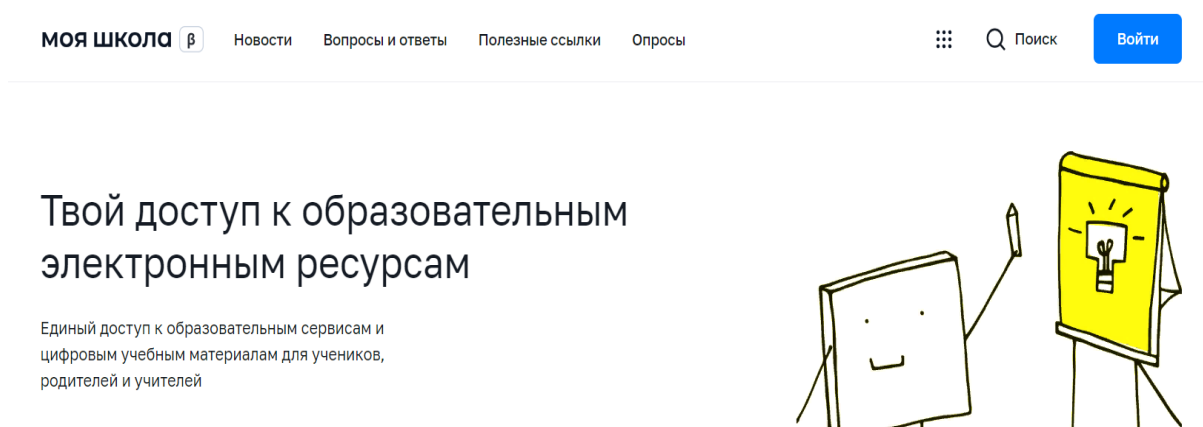 моя школа β Новости Вопросы и ответы Полезные ссылки Опросы Поиск Войти
Твой доступ к образовательным
электронным ресурсам
Единый доступ к образовательным сервисам и
цифровым учебным материалам для учеников,
родителей и учителей